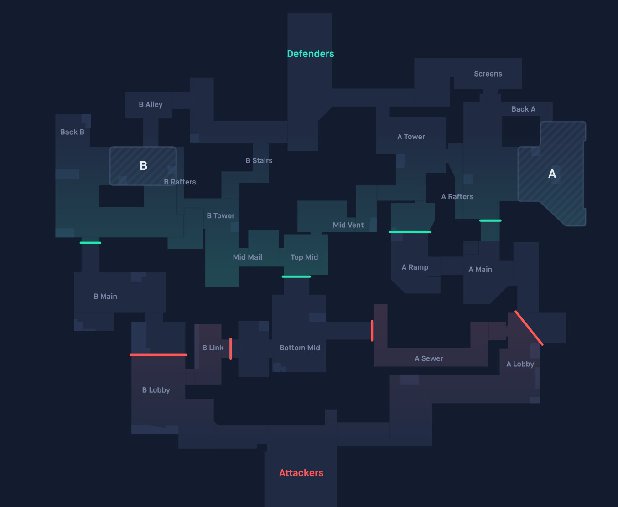 Defenders
Screens
B Alley
Back A
Back B
A Tower
B Stairs
B
A
B Rafters
A Rafters
B Tower
Mid Vent
Mid Mail
Top Mid
A Ramp
A Main
B Main
B Link
Bottom Mid
A Sewer
A Lobby
B Lobby
Attackers